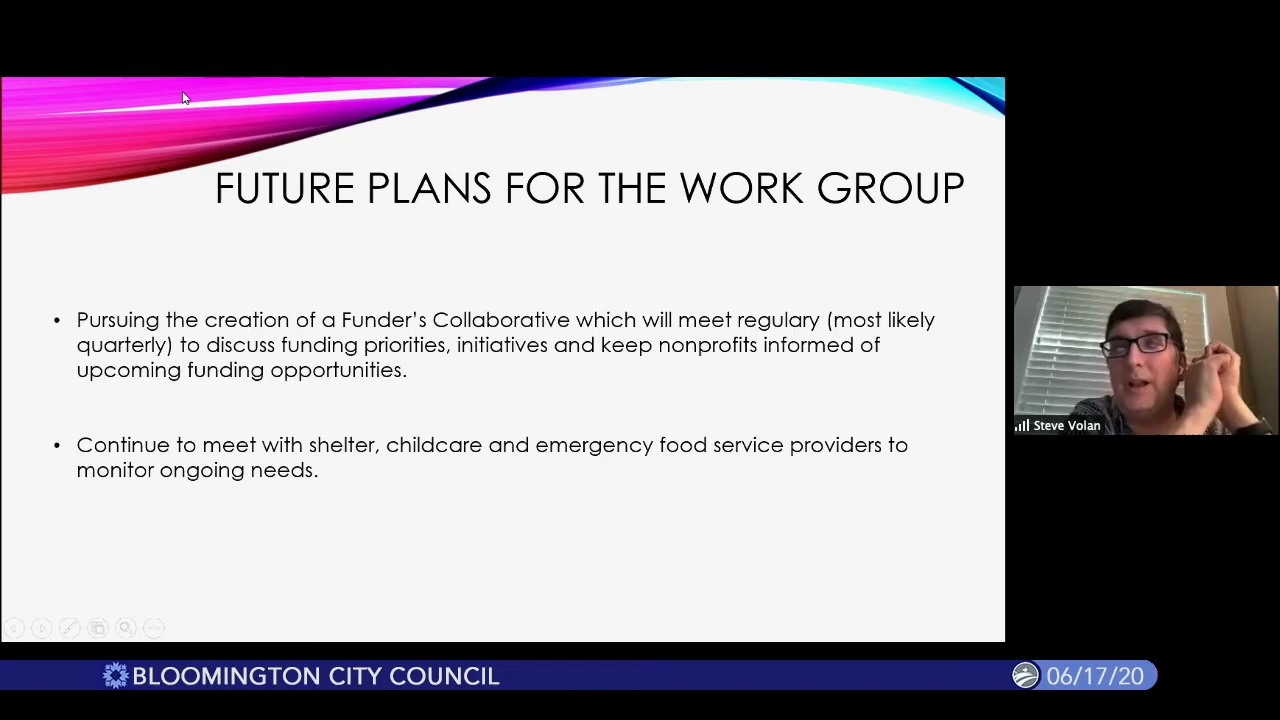 FUTURE PLANS FOR THE WORK GROUP
• Pursuing the creation of a Funder's Collaborative which will meet regulary (most likely
quarterly) to discuss funding priorities, initiatives and keep nonprofits informed of
upcoming funding opportunities.
• Continue to meet with shelter, childcare and emergency food service providers to
monitor ongoing needs.
Steve Volan
BLOOMINGTON CITY COUNCIL
06/17/20